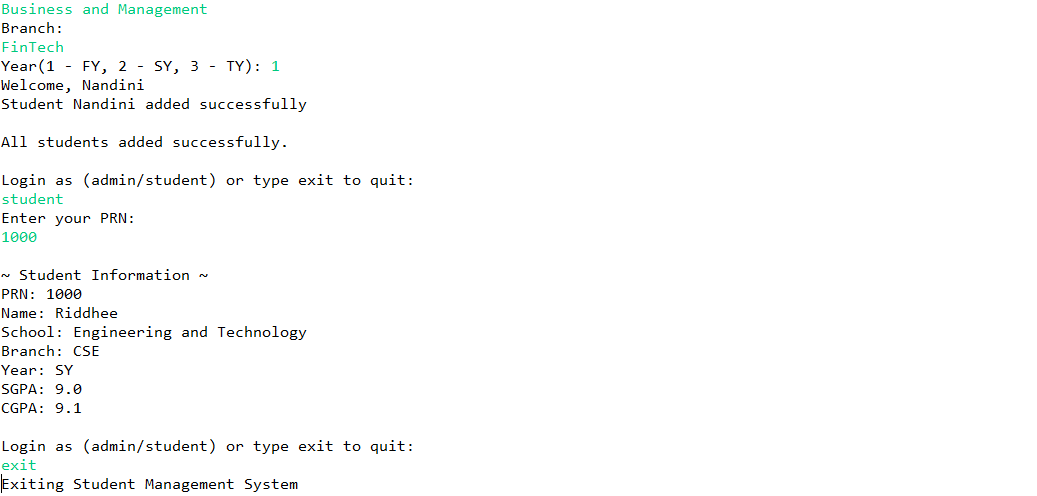 Business and Management
Branch:
FinTech
Year(1 - FY, 2 - SY, 3 - TY): 1
Welcome, Nandini
Student Nandini added successfully
All students added successfully.
Login as (admin/student) or type exit to quit:
student
Enter your PRN:
1000
~ Student Information ~
PRN: 1000
Name: Riddhee
School: Engineering and Technology
Branch: CSE
Year: SY
SGPA: 9.0
CGPA: 9.1
Login as (admin/student) or type exit to quit:
exit
Exiting Student Management System